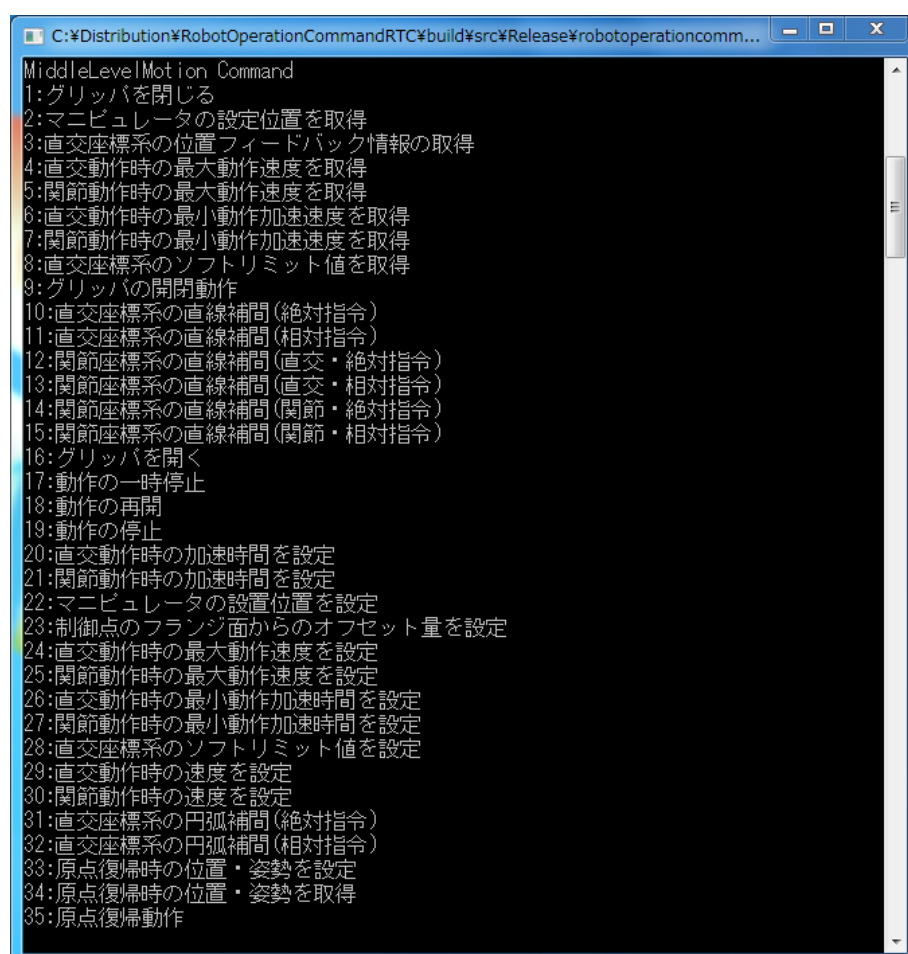 C:¥Distribution¥RobotOperationCommandRTC¥build¥src¥Release¥robotoperationcomm...
MiddleLevelMotion Command
1:グリッパを閉じる
2:マニピュレータの設定位置を取得
3:直交座標系の位置フィードバック情報の取得
4:直交動作時の最大動作速度を取得
5:関節動作時の最大動作速度を取得
6:直交動作時の最小動作加速速度を取得
7:関節動作時の最小動作加速速度を取得
8:直交座標系のソフトリミット値を取得
9:グリッパの開閉動作
10:直交座標系の直線補間(絶対指令)
11:直交座標系の直線補間(相対指令)
12:関節座標系の直線補間(直交・絶対指令)
13:関節座標系の直線補間(直交・相対指令)
14:関節座標系の直線補間(関節・絶対指令)
15:関節座標系の直線補間(関節・相対指令)
16:グリッパを開く
17:動作の一時停止
18:動作の再開
19:動作の停止
20:直交動作時の加速時間を設定
21:関節動作時の加速時間を設定
22:マニピュレータの設置位置を設定
23:制御点のフランジ面からのオフセット量を設定
24:直交動作時の最大動作速度を設定
25:関節動作時の最大動作速度を設定
26:直交動作時の最小動作加速時間を設定
27:関節動作時の最小動作加速時間を設定
28:直交座標系のソフトリミット値を設定
29:直交動作時の速度を設定
30:関節動作時の速度を設定
31:直交座標系の円弧補間(絶対指令)
32:直交座標系の円弧補間(相対指令)
33:原点復帰時の位置・姿勢を設定
34:原点復帰時の位置・姿勢を取得
35:原点復帰動作